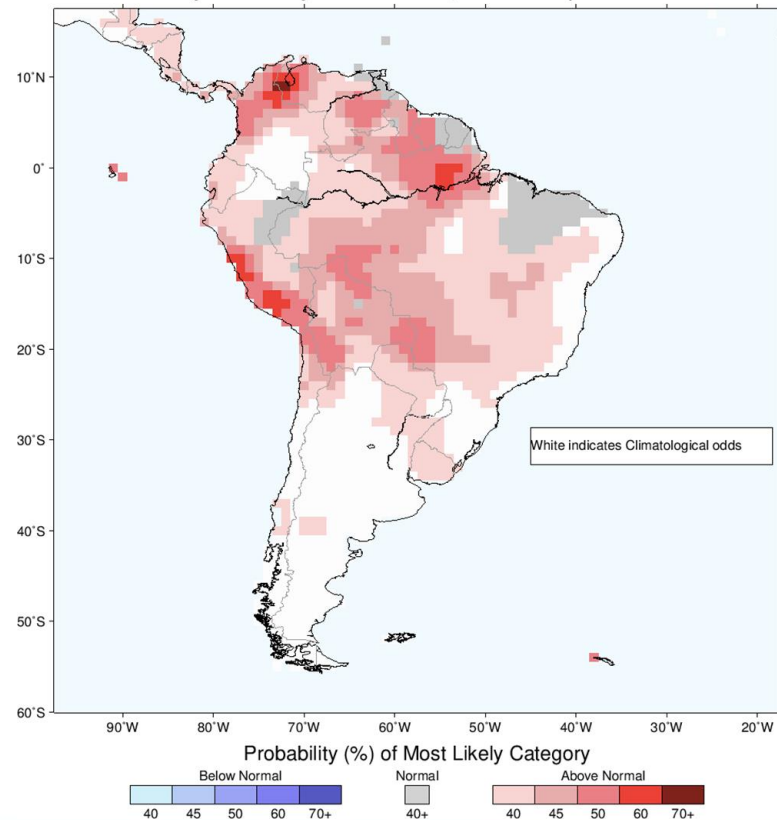 10°N
0°
10°S
20°S
30°S
White indicates Climatological odds
40°S
50°S
60°S
90°W 80°W 70°W 60°W 50°W 40°W 30°W 20°W
Probability (%) of Most Likely Category
Below Normal Normal Above Normal
40 45 50 60 70+ 40+ 40 45 50 60 70+